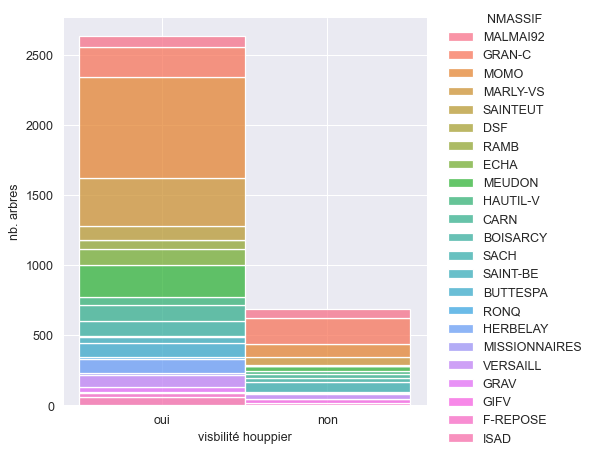 NMASSIF
MALMAI92
GRAN-C
MOMO
MARLY-VS
SAINTEUT
DSF
RAMB
ECHA
MEUDON
HAUTIL-V
CARN
BOISARCY
SACH
SAINT-BE
BUTTESPA
RONQ
HERBELAY
MISSIONNAIRES
VERSAILL
GRAV
GIFV
F-REPOSE
ISAD
nb. arbres
2500
2000
1500
1000
500
0
oui non
visbilité houppier